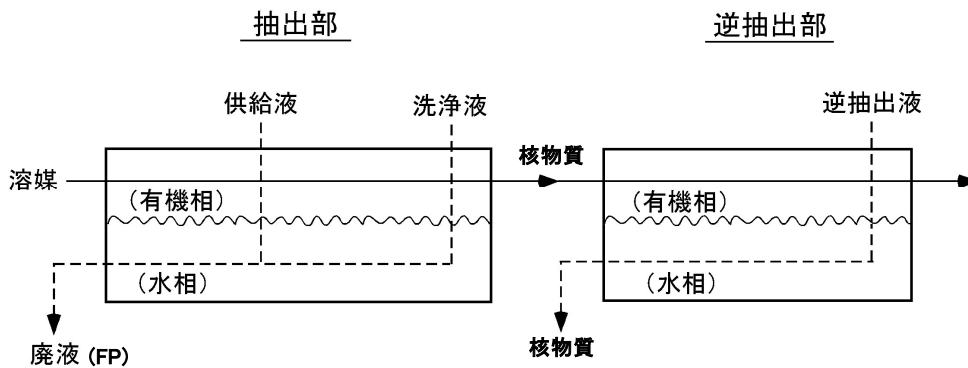 抽出部
逆抽出部
供給液
洗浄液
逆抽出液
溶媒
核物質
(有機相)
(有機相)
(水相)
(水相)
廃液 (FP)
核物質